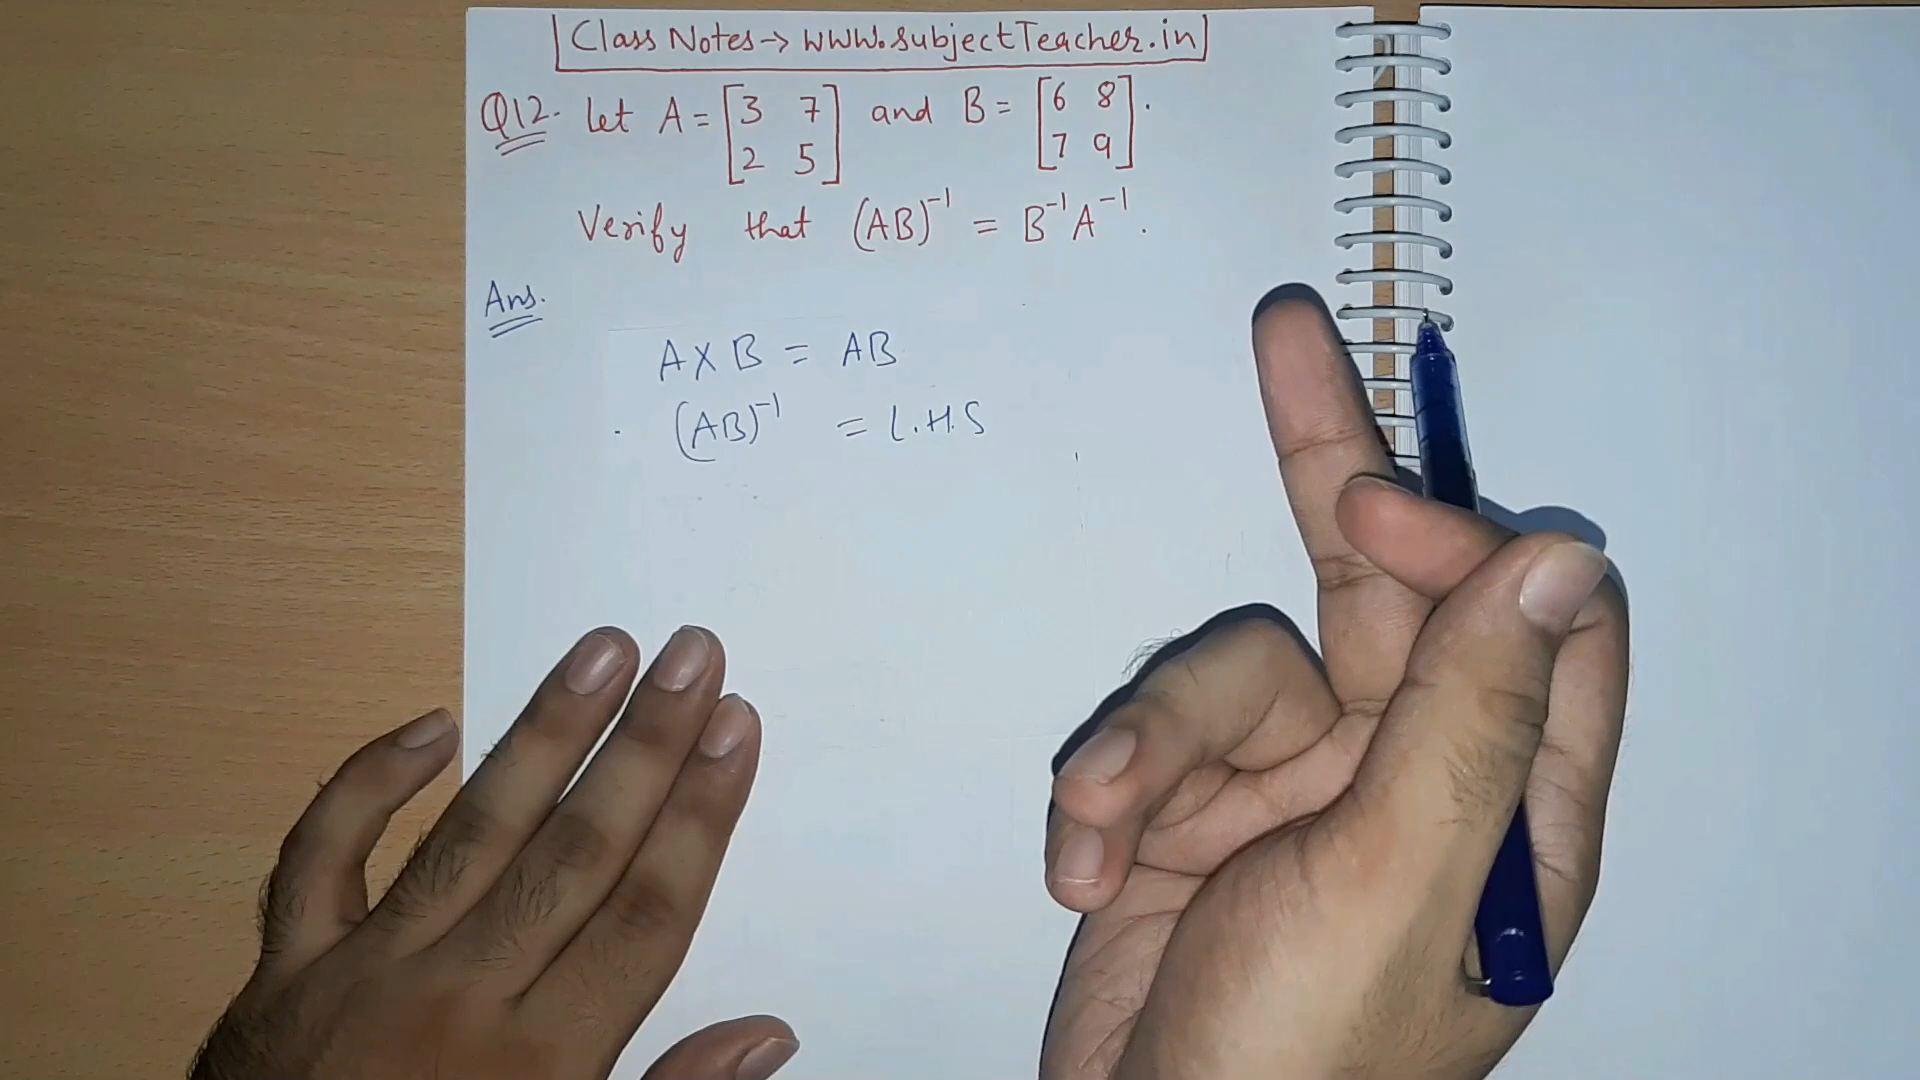 Class Notes → www.subjectTeacher.in
Q12. Let A = [3 7 and B = [6 8].
2 5] 7 9]
Verify that (AB)⁻¹ = B⁻¹A⁻¹.
Ans.
A X B = AB
(AB)⁻¹ = L.H.S